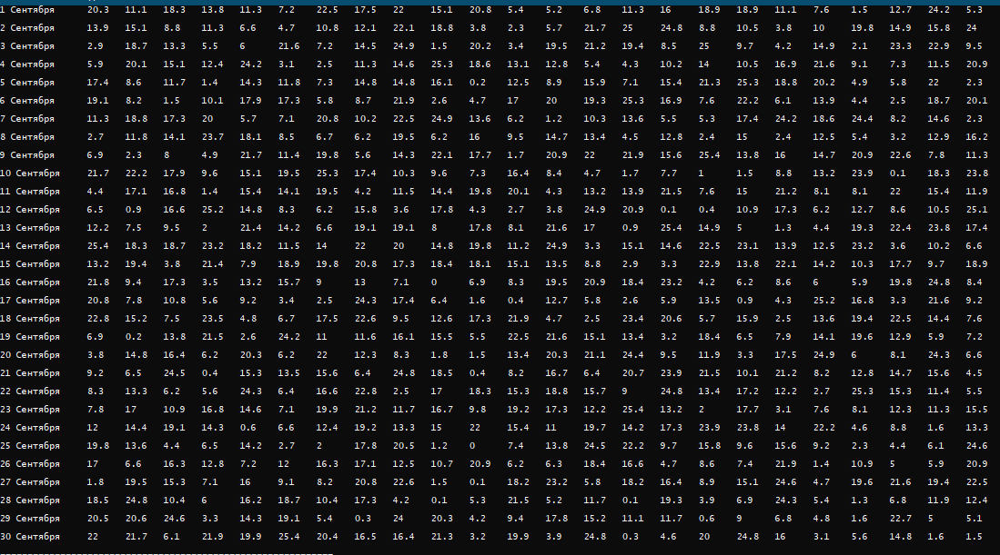 1 Сентября 20.3 11.1 18.3 13.8 11.3 7.2 22.5 17.5 22 15.1 20.8 5.4 5.2 6.8 11.3 16 18.9 18.9 11.1 7.6 1.5 12.7 24.2 5.3
2 Сентября 13.9 15.1 8.8 11.3 6.6 4.7 10.8 12.1 22.1 18.8 3.8 2.3 5.7 21.7 25 24.8 8.8 10.5 3.8 10 19.8 14.9 15.8 24
3 Сентября 2.9 18.7 13.3 5.5 6 21.6 7.2 14.5 24.9 1.5 20.2 3.4 19.5 21.2 19.4 8.5 25 9.7 4.2 14.9 2.1 23.3 22.9 9.5
4 Сентября 5.9 20.1 15.1 12.4 24.2 3.1 2.5 11.3 14.6 25.3 18.6 13.1 12.8 5.4 4.3 10.2 14 10.5 16.9 21.6 9.1 7.3 11.5 20.9
5 Сентября 17.4 8.6 11.7 1.4 14.3 11.8 7.3 14.8 14.8 16.1 0.2 12.5 8.9 15.9 7.1 15.4 21.3 25.3 18.8 20.2 4.9 5.8 22 2.3
6 Сентября 19.1 8.2 1.5 10.1 17.9 17.3 5.8 8.7 21.9 2.6 4.7 17 20 19.3 25.3 16.9 7.6 22.2 6.1 13.9 4.4 2.5 18.7 20.1
7 Сентября 11.3 18.8 17.3 20 5.7 7.1 20.8 10.2 22.5 24.9 13.6 6.2 1.2 10.3 13.6 5.5 5.3 17.4 24.2 18.6 24.4 8.2 14.6 2.3
8 Сентября 2.7 11.8 14.1 23.7 18.1 8.5 6.7 6.2 19.5 6.2 16 9.5 14.7 13.4 4.5 12.8 2.4 15 2.4 12.5 5.4 3.2 12.9 16.2
9 Сентября 6.9 2.3 8 4.9 21.7 11.4 19.8 5.6 14.3 22.1 17.7 1.7 20.9 22 21.9 15.6 25.4 13.8 16 14.7 20.9 22.6 7.8 11.3
10 Сентября 21.7 22.2 17.9 9.6 15.1 19.5 25.3 17.4 10.3 9.6 7.3 16.4 8.4 4.7 1.7 7.7 1 1.5 8.8 13.2 23.9 0.1 18.3 23.8
11 Сентября 4.4 17.1 16.8 1.4 15.4 14.1 19.5 4.2 11.5 14.4 19.8 20.1 4.3 13.2 13.9 21.5 7.6 15 21.2 8.1 8.1 22 15.4 11.9
12 Сентября 6.5 0.9 16.6 25.2 14.8 8.3 6.2 15.8 3.6 17.8 4.3 2.7 3.8 24.9 20.9 0.1 0.4 10.9 17.3 6.2 12.7 8.6 10.5 25.1
13 Сентября 12.2 7.5 9.5 2 21.4 14.2 6.6 19.1 19.1 8 17.8 8.1 21.6 17 0.9 25.4 14.9 5 1.3 4.4 19.3 22.4 23.8 17.4
14 Сентября 25.4 18.3 18.7 23.2 18.2 11.5 14 22 20 14.8 19.8 11.2 24.9 3.3 15.1 14.6 22.5 23.1 13.9 12.5 23.2 3.6 10.2 6.6
15 Сентября 13.2 19.4 3.8 21.4 7.9 18.9 19.8 20.8 17.3 18.4 18.1 15.1 13.5 8.8 2.9 3.3 22.9 13.8 22.1 14.2 10.3 17.7 9.7 18.9
16 Сентября 21.8 9.4 17.3 3.5 13.2 15.7 9 13 7.1 0 6.9 8.3 19.5 20.9 18.4 23.2 4.2 6.2 8.6 6 5.9 19.8 24.8 8.4
17 Сентября 20.8 7.8 10.8 5.6 9.2 3.4 2.5 24.3 17.4 6.4 1.6 0.4 12.7 5.8 2.6 5.9 13.5 0.9 4.3 25.2 16.8 3.3 21.6 9.2
18 Сентября 22.8 15.2 7.5 23.5 4.8 6.7 17.5 22.6 9.5 12.6 17.3 21.9 4.7 2.5 23.4 20.6 5.7 15.9 2.5 13.6 19.4 22.5 14.4 7.6
19 Сентября 6.9 0.2 13.8 21.5 2.6 24.2 11 11.6 16.1 15.5 5.5 22.5 21.6 15.1 13.4 3.2 18.4 6.5 7.9 14.1 19.6 12.9 5.9 7.2
20 Сентября 3.8 14.8 16.4 6.2 20.3 6.2 22 12.3 8.3 1.8 1.5 13.4 20.3 21.1 24.4 9.5 11.9 3.3 17.5 24.9 6 8.1 24.3 6.6
21 Сентября 9.2 6.5 24.5 0.4 15.3 13.5 15.6 6.4 24.8 18.5 0.4 8.2 16.7 6.4 20.7 23.9 21.5 10.1 21.2 8.2 12.8 14.7 15.6 4.5
22 Сентября 8.3 13.3 6.2 5.6 24.3 6.4 16.6 22.8 2.5 17 18.3 15.3 18.8 15.7 9 24.8 13.4 17.2 12.2 2.7 25.3 15.3 11.4 5.5
23 Сентября 7.8 17 10.9 16.8 14.6 7.1 19.9 21.2 11.7 16.7 9.8 19.2 17.3 12.2 25.4 13.2 2 17.7 3.1 7.6 8.1 12.3 11.3 15.5
24 Сентября 12 14.4 19.1 14.3 0.6 6.6 12.4 19.2 13.3 15 22 15.4 11 19.7 14.2 17.3 23.9 23.8 14 22.2 4.6 8.8 1.6 13.3
25 Сентября 19.8 13.6 4.4 6.5 14.2 2.7 2 17.8 20.5 1.2 0 7.4 13.8 24.5 22.2 9.7 15.8 9.6 15.6 9.2 2.3 4.4 6.1 24.6
26 Сентября 17 6.6 16.3 12.8 7.2 12 16.3 17.1 12.5 10.7 20.9 6.2 6.3 18.4 16.6 4.7 8.6 7.4 21.9 1.4 10.9 5 5.9 20.9
27 Сентября 1.8 19.5 15.3 7.1 16 9.1 8.2 20.8 22.6 1.5 0.1 18.2 23.2 5.8 18.2 16.4 8.9 15.1 24.6 4.7 19.6 21.6 19.4 22.5
28 Сентября 18.5 24.8 10.4 6 16.2 18.7 10.4 17.3 4.2 0.1 5.3 21.5 5.2 11.7 0.1 19.3 3.9 6.9 24.3 5.4 1.3 6.8 11.9 12.4
29 Сентября 20.5 20.6 24.6 3.3 14.3 19.1 5.4 0.3 24 20.3 4.2 9.4 17.8 15.2 11.1 11.7 0.6 9 6.8 4.8 1.6 22.7 5 5.1
30 Сентября 22 21.7 6.1 21.9 19.9 25.4 20.4 16.5 16.4 21.3 3.2 19.9 3.9 24.8 0.3 4.6 20 24.8 16 3.1 5.6 14.8 1.6 1.5